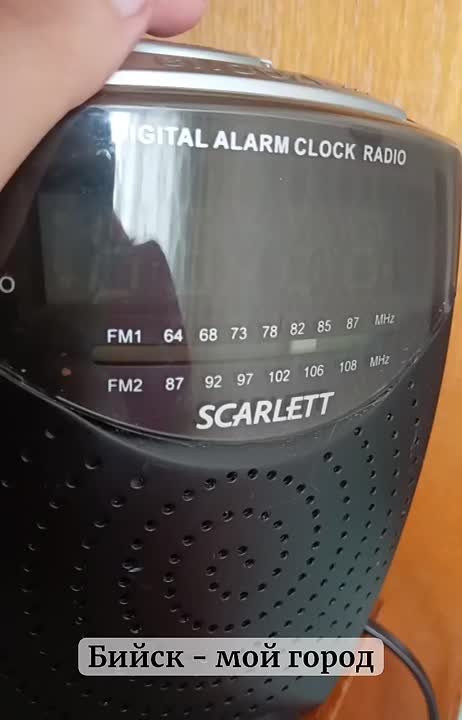 DIGITAL ALARM CLOCK RADIO
FM1 64 68 73 78 82 85 87 MHz
FM2 87 92 97 102 106 108 MHz
SCARLETT
Бийск - мой город